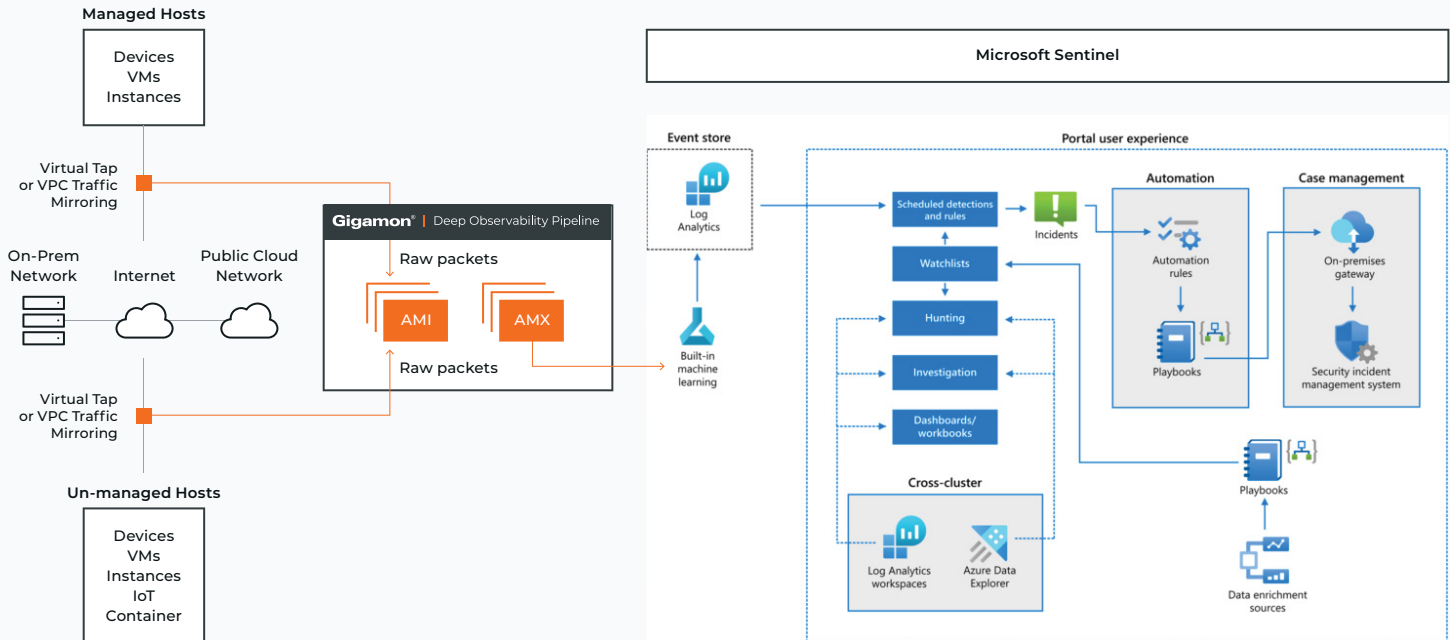 Managed Hosts
Devices
VMs
Instances
Virtual Tap
or VPC Traffic
Mirroring
On-Prem
Network
Internet
Public Cloud
Network
Virtual Tap
or VPC Traffic
Mirroring
Un-managed Hosts
Devices
VMs
Instances
IoT
Container
Gigamon® | Deep Observability Pipeline
Raw packets
AMI
AMX
Raw packets
Microsoft Sentinel
Event store
Log
Analytics
Built-in
machine
learning
Portal user experience
Scheduled detections
and rules
Watchlists
Hunting
Investigation
Dashboards/
workbooks
Incidents
Automation
Automation
rules
Playbooks
Case management
On-premises
gateway
Security incident
management system
Cross-cluster
Log Analytics
workspaces
Azure Data
Explorer
Playbooks
Data enrichment
sources